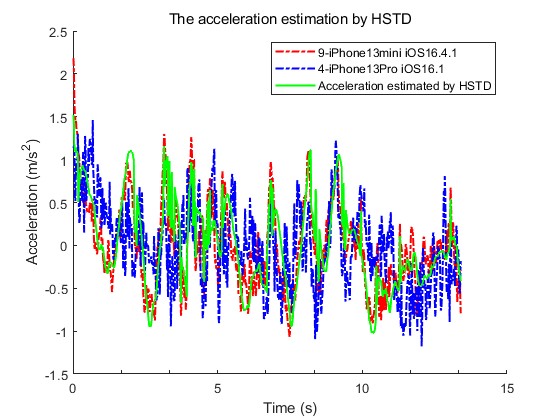 The acceleration estimation by HSTD
9-iPhone13mini iOS16.4.1
4-iPhone13Pro iOS16.1
Acceleration estimated by HSTD
Acceleration (m/s²)
2.5
2
1.5
1
0.5
0
-0.5
-1
-1.5
0
5
10
15
Time (s)